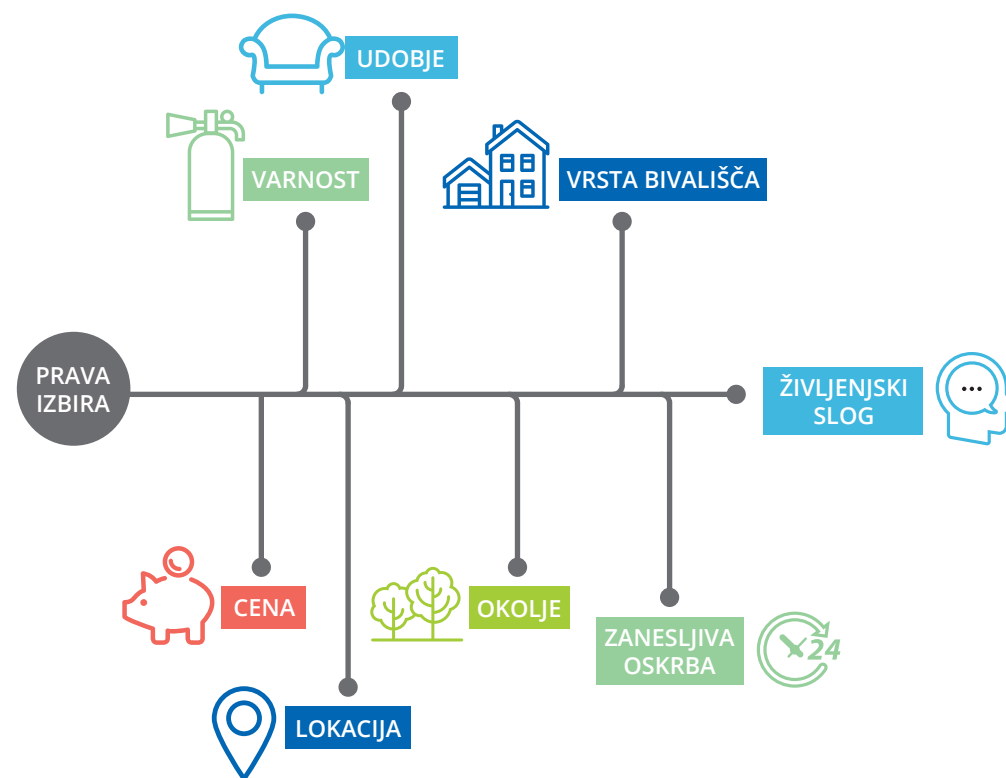 UDOBJE
VARNOST
VRSTA BIVALIŠČA
PRAVA
IZBIRA
ŽIVLJENJSKI
SLOG
CENA
OKOLJE
ZANESLJIVA
OSKRBA
24
LOKACIJA